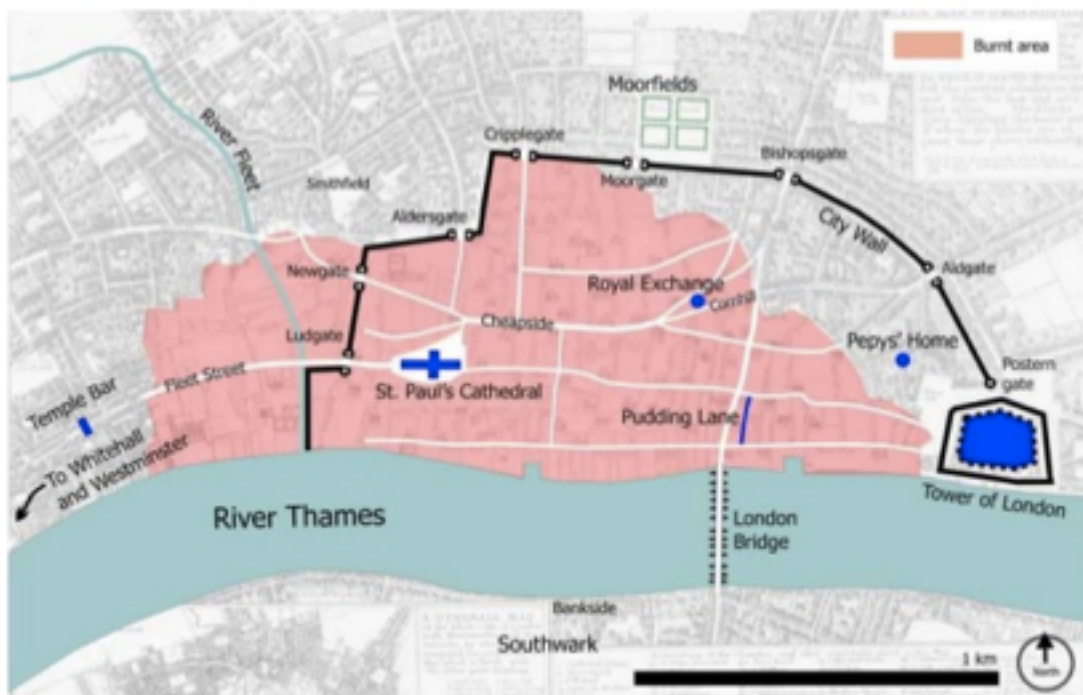 Burnt area
Moorfields
River Fleet
Cripplegate
Bishopsgate
Moorgate
Smithfield
Aldersgate
City Wall
Newgate
Aldgate
Royal Exchange
Cornhill
Cheapside
Ludgate
Pepys' Home
Postern
gate
Fleet Street
St. Paul's Cathedral
Pudding Lane
Temple Bar
To Whitehall
and Westminster
Tower of London
River Thames
London
Bridge
Bankside
Southwark
1 km
North